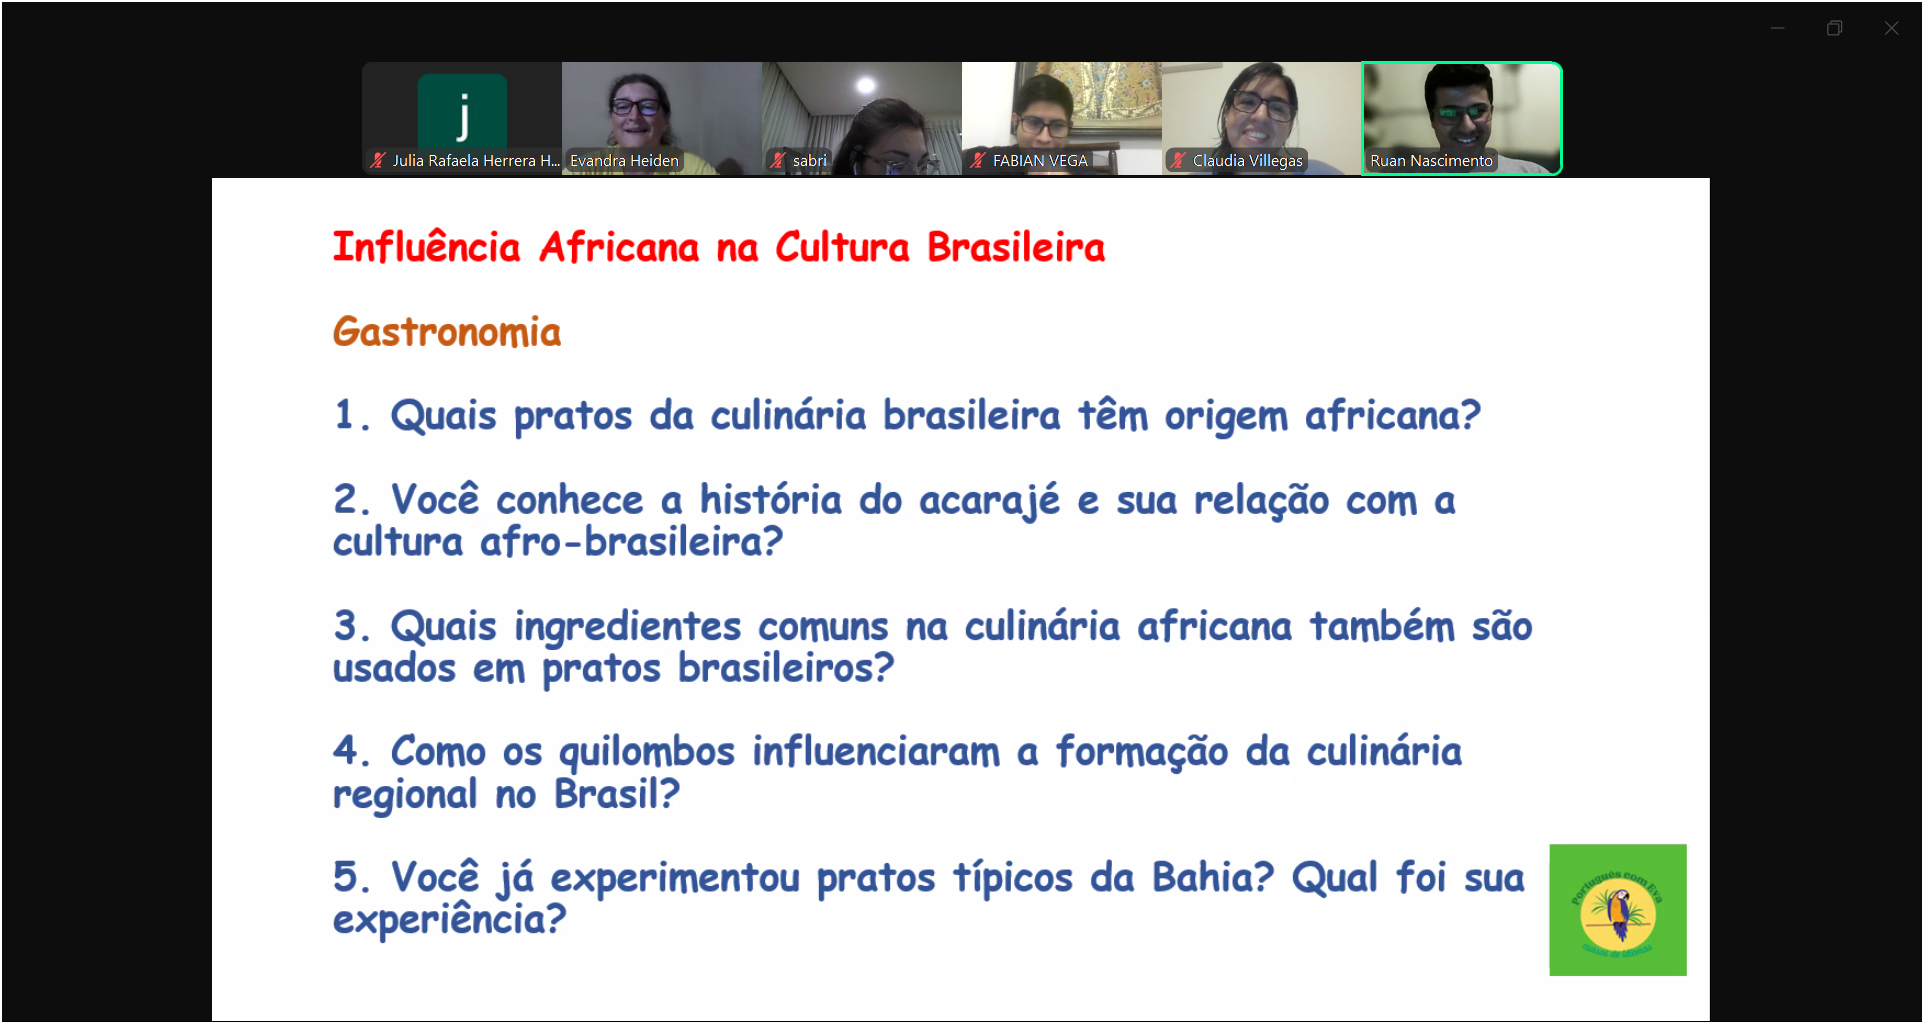 j
Julia Rafaela Herrera H...
Evandra Heiden
sabri
FABIAN VEGA
Claudia Villegas
Ruan Nascimento
Influência Africana na Cultura Brasileira
Gastronomia
1. Quais pratos da culinária brasileira têm origem africana?
2. Você conhece a história do acarajé e sua relação com a
cultura afro-brasileira?
3. Quais ingredientes comuns na culinária africana também são
usados em pratos brasileiros?
4. Como os quilombos influenciaram a formação da culinária
regional no Brasil?
5. Você já experimentou pratos típicos da Bahia? Qual foi sua
experiência?
Português com Eva
cursos de idiomas